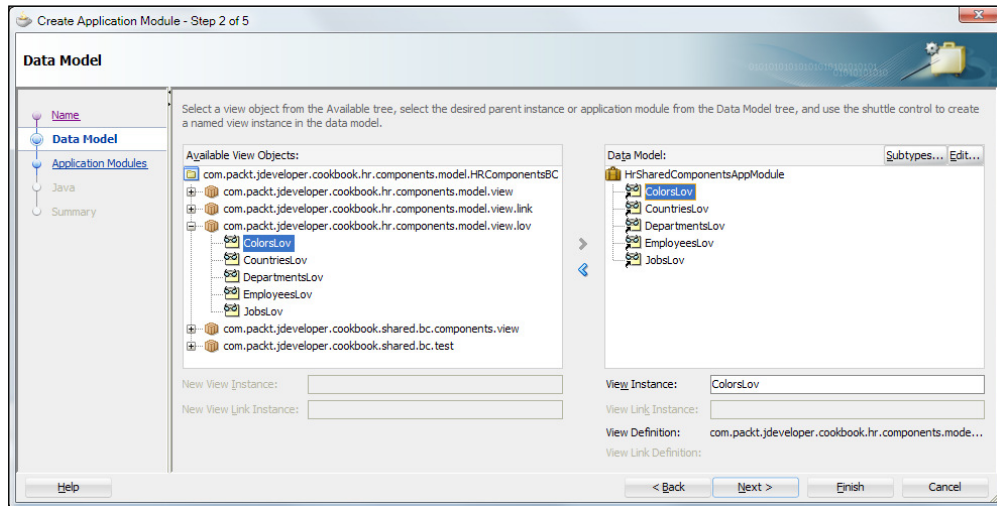 Create Application Module - Step 2 of 5
Data Model
Name
Data Model
Application Modules
Java
Summary
Select a view object from the Available tree, select the desired parent instance or application module from the Data Model tree, and use the shuttle control to create
a named view instance in the data model.
Available View Objects:
com.packt.jdeveloper.cookbook.hr.components.model.HRComponentsBC
com.packt.jdeveloper.cookbook.hr.components.model.view
com.packt.jdeveloper.cookbook.hr.components.model.view.link
com.packt.jdeveloper.cookbook.hr.components.model.view.lov
ColorsLov
CountriesLov
DepartmentsLov
EmployeesLov
JobsLov
com.packt.jdeveloper.cookbook.shared.bc.components.view
com.packt.jdeveloper.cookbook.shared.bc.test
New View Instance:
New View Link Instance:
Data Model:
Subtypes... Edit...
HrSharedComponentsAppModule
ColorsLov
CountriesLov
DepartmentsLov
EmployeesLov
JobsLov
View Instance: ColorsLov
View Link Instance:
View Definition: com.packt.jdeveloper.cookbook.hr.components.mode...
View Link Definition:
Help
< Back
Next >
Finish
Cancel